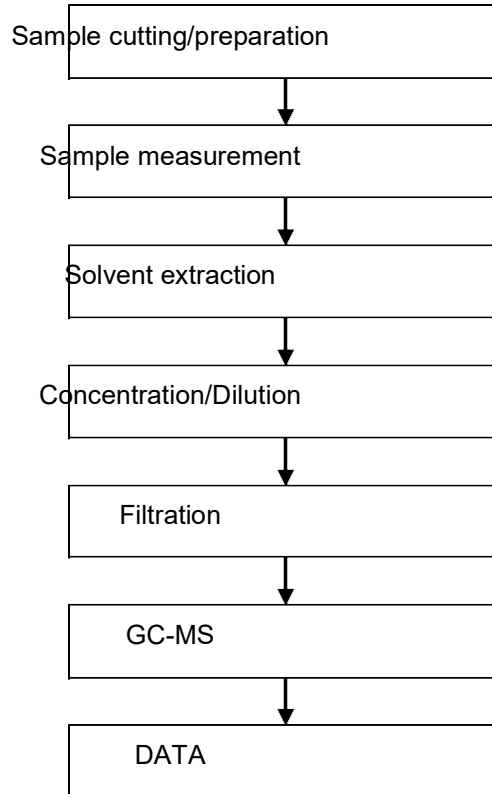 Sample cutting/preparation
Sample measurement
Solvent extraction
Concentration/Dilution
Filtration
GC-MS
DATA